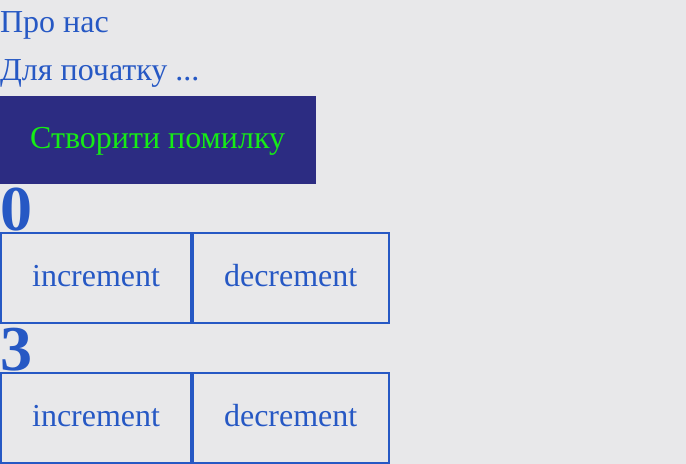 Про нас
Для початку ...
Створити помилку
0
increment decrement
3
increment decrement